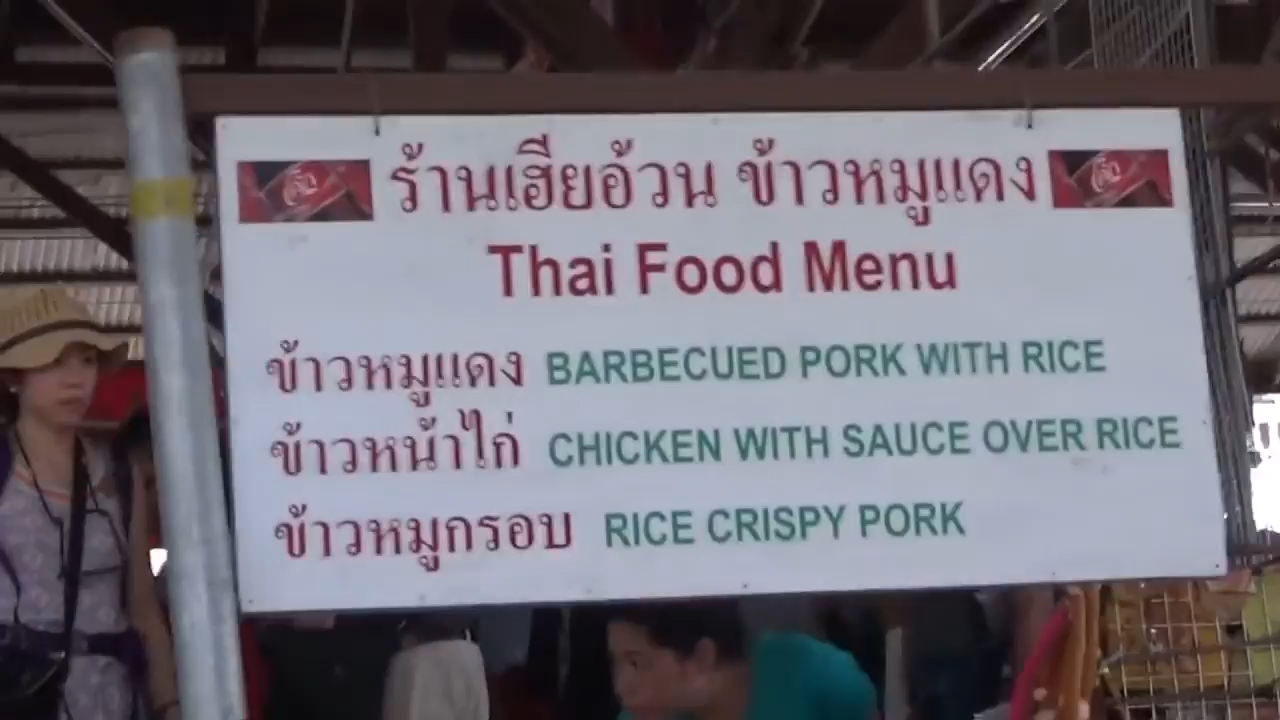 ร้านเฮียอ้วน ข้าวหมูแดง
Thai Food Menu
ข้าวหมูแดง BARBECUED PORK WITH RICE
ข้าวหน้าไก่ CHICKEN WITH SAUCE OVER RICE
ข้าวหมูกรอบ RICE CRISPY PORK